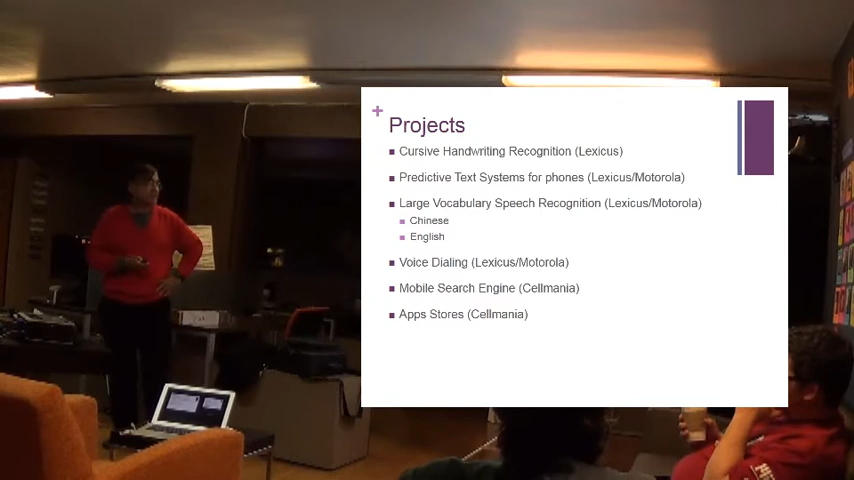 Projects
Cursive Handwriting Recognition (Lexicus)
Predictive Text Systems for phones (Lexicus/Motorola)
Large Vocabulary Speech Recognition (Lexicus/Motorola)
Chinese
English
Voice Dialing (Lexicus/Motorola)
Mobile Search Engine (Cellmania)
Apps Stores (Cellmania)